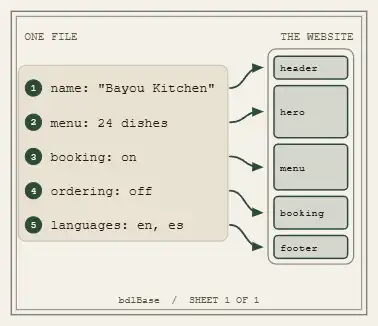 ONE FILE
THE WEBSITE
1 name: "Bayou Kitchen"
2 menu: 24 dishes
3 booking: on
4 ordering: off
5 languages: en, es
header
hero
menu
booking
footer
bdlBase / SHEET 1 OF 1